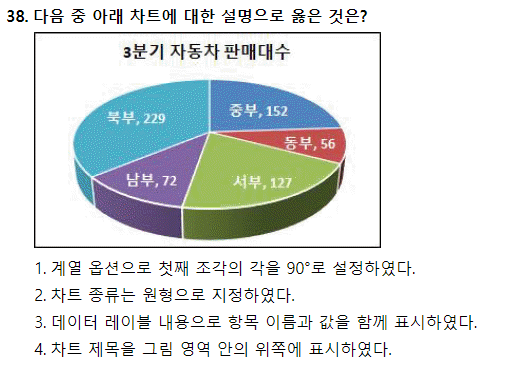 38. 다음 중 아래 차트에 대한 설명으로 옳은 것은?
3분기 자동차 판매대수
북부, 229
중부, 152
동부, 56
남부, 72
서부, 127
1. 계열 옵션으로 첫째 조각의 각을 90°로 설정하였다.
2. 차트 종류는 원형으로 지정하였다.
3. 데이터 레이블 내용으로 항목 이름과 값을 함께 표시하였다.
4. 차트 제목을 그림 영역 안의 위쪽에 표시하였다.